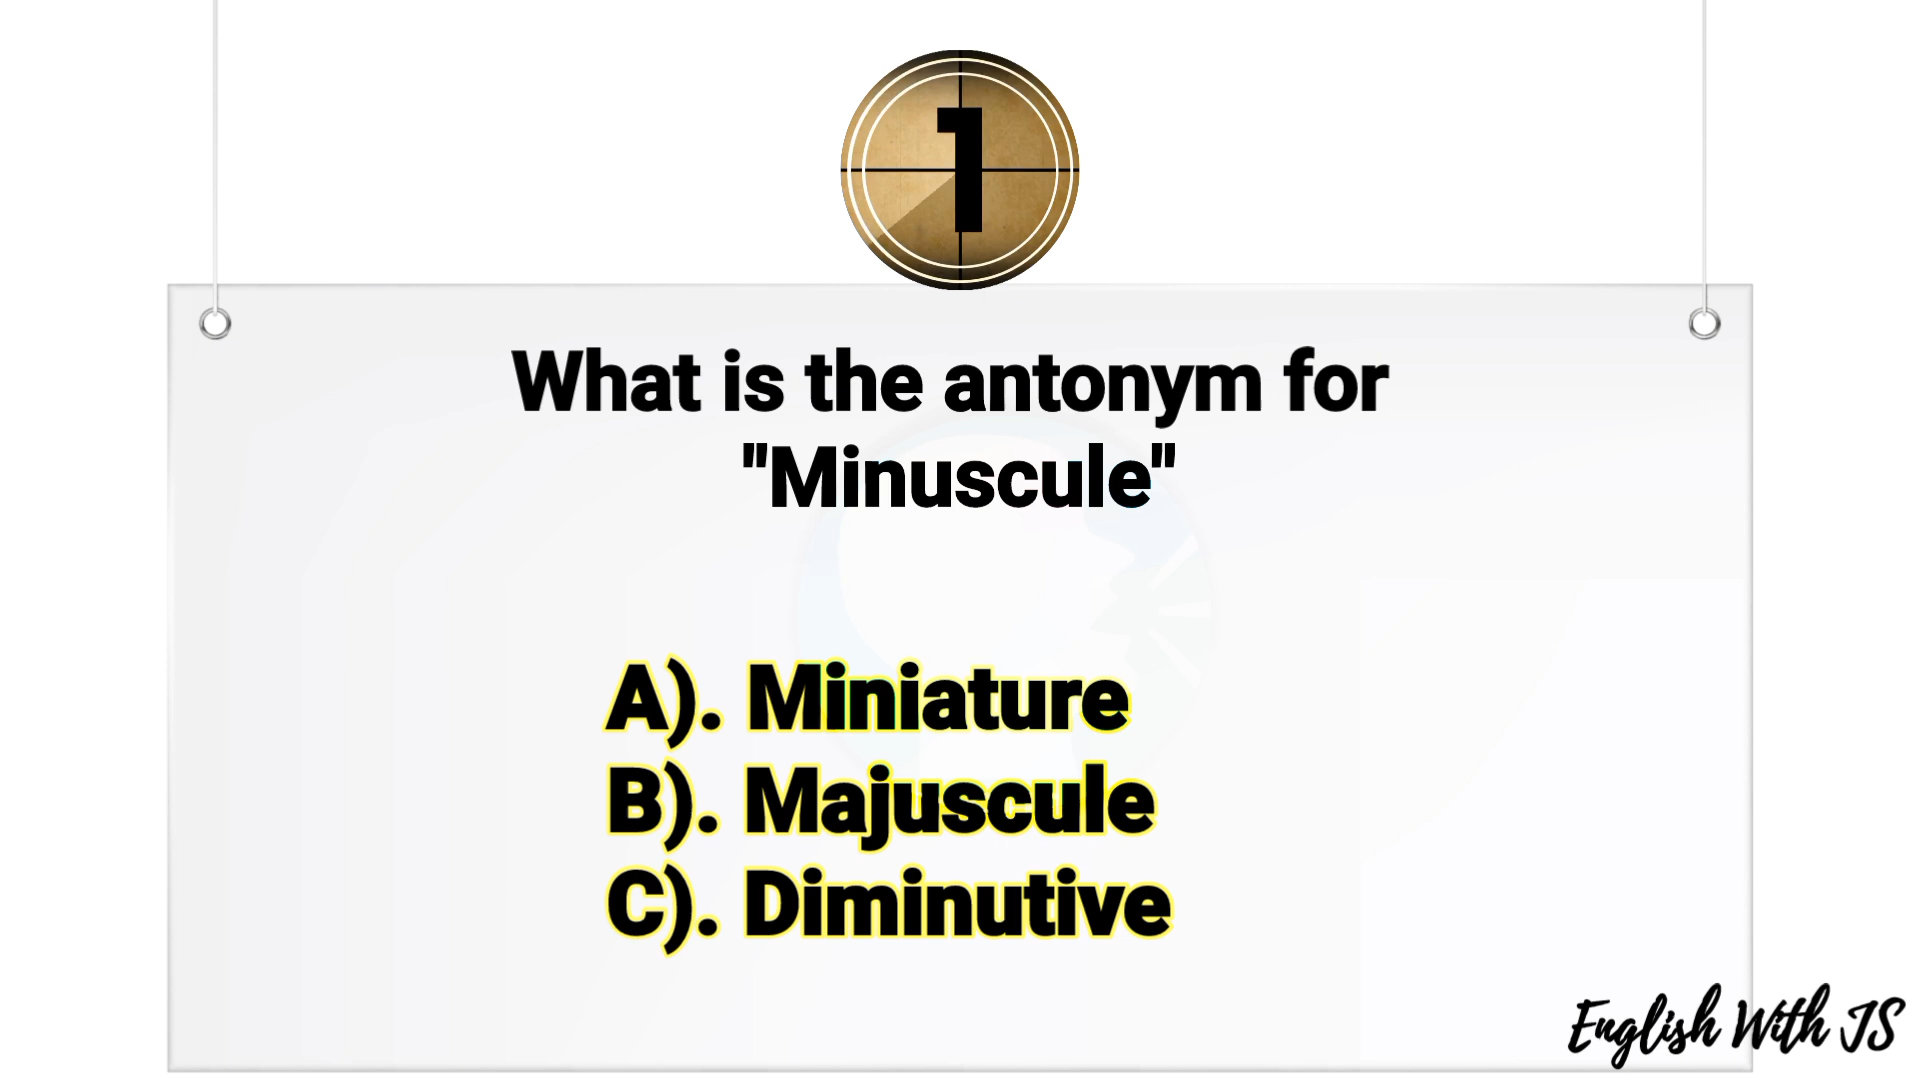 1
What is the antonym for
"Minuscule"
A). Miniature
B). Majuscule
C). Diminutive
English With JS